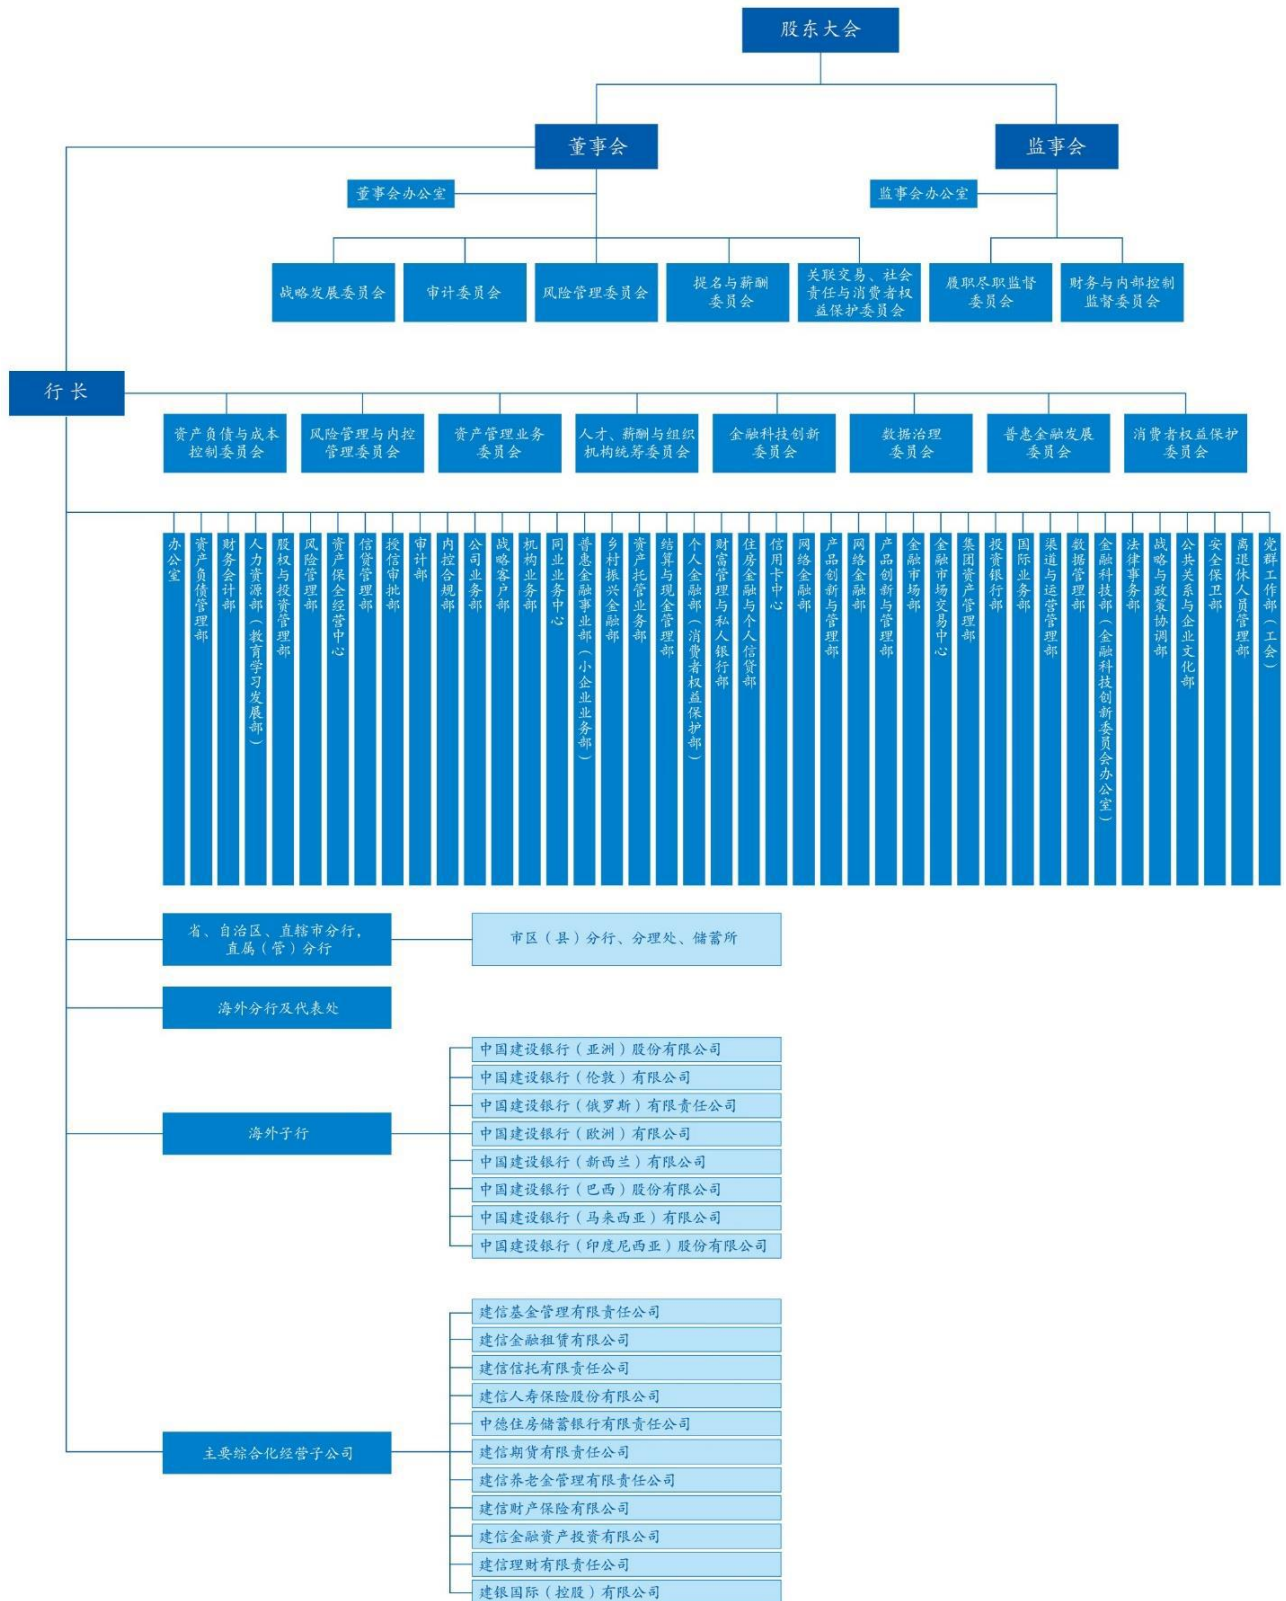 股东大会
董事会
监事会
董事会办公室
监事会办公室
战略发展委员会
审计委员会
风险管理委员会
提名与薪酬
委员会
关联交易、社会
责任与消费者权
益保护委员会
履职尽职监督
委员会
财务与内部控制
监督委员会
行长
资产负债与成本
控制委员会
风险管理与内控
管理委员会
资产管理业务
委员会
人才、薪酬与组织
机构统筹委员会
金融科技创新
委员会
数据治理
委员会
普惠金融发展
委员会
消费者权益保护
委员会
办公室
资产负债管理部
财务会计部
人力资源部（教育学习发展部）
股权与投资管理部
风险管理部
资产保全经营中心
信贷管理部
授信审批部
审计部
内控合规部
公司业务部
战略客户部
机构业务部
同业业务中心
普惠金融事业部（小企业业务部）
乡村振兴金融部
资产托管业务部
结算与现金管理部
个人金融部（消费者权益保护部）
财富管理与私人银行部
住房金融与个人信贷部
信用卡中心
网络金融部
产品创新与管理部
网络金融部
产品创新与管理部
金融市场部
金融市场交易中心
集团资产管理部
投资银行部
国际业务部
渠道与运营管理部
数据管理部
金融科技部（金融科技创新委员会办公室）
法律事务部
战略与政策协调部
公共关系与企业文化部
安全保卫部
离退休人员管理部
党群工作部（工会）
省、自治区、直辖市分行，
直属（管）分行
市区（县）分行、分理处、储蓄所
海外分行及代表处
中国建设银行（亚洲）股份有限公司
中国建设银行（伦敦）有限公司
中国建设银行（俄罗斯）有限责任公司
海外子行
中国建设银行（欧洲）有限公司
中国建设银行（新西兰）有限公司
中国建设银行（巴西）股份有限公司
中国建设银行（马来西亚）有限公司
中国建设银行（印度尼西亚）股份有限公司
建信基金管理有限责任公司
建信金融租赁有限公司
建信信托有限责任公司
建信人寿保险股份有限公司
中德住房储蓄银行有限责任公司
主要综合化经营子公司
建信期货有限责任公司
建信养老金管理有限责任公司
建信财产保险有限公司
建信金融资产投资有限公司
建信理财有限责任公司
建银国际（控股）有限公司